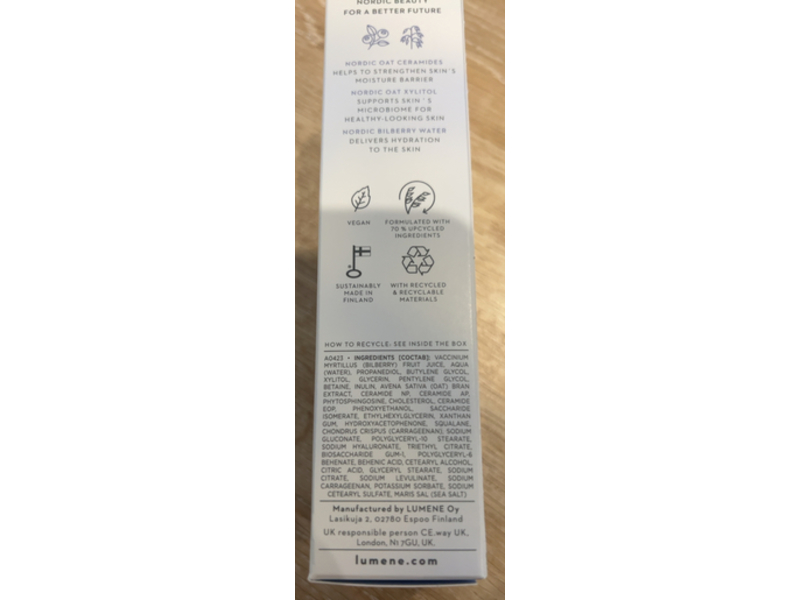 NORDIC BEAUTY
FOR A BETTER FUTURE
NORDIC OAT CERAMIDES
HELPS TO STRENGTHEN SKIN´S
MOISTURE BARRIER
NORDIC OAT XYLITOL
SUPPORTS SKIN´S
MICROBIOME FOR
HEALTHY-LOOKING SKIN
NORDIC BILBERRY WATER
DELIVERS HYDRATION
TO THE SKIN
VEGAN
FORMULATED WITH
70 % UPCYCLED
INGREDIENTS
SUSTAINABLY
MADE IN
FINLAND
WITH RECYCLED
& RECYCLABLE
MATERIALS
HOW TO RECYCLE: SEE INSIDE THE BOX
A0423 • INGREDIENTS [СОСТАВ]: VACCINIUM
MYRTILLUS (BILBERRY) FRUIT JUICE, AQUA
(WATER), PROPANEDIOL, BUTYLENE GLYCOL,
XYLITOL, GLYCERIN, PENTYLENE GLYCOL,
BETAINE, INULIN, AVENA SATIVA (OAT) BRAN
EXTRACT, CERAMIDE NP, CERAMIDE AP,
PHYTOSPHINGOSINE, CHOLESTEROL, CERAMIDE
EOP, PHENOXYETHANOL, SACCHARIDE
ISOMERATE, ETHYLHEXYLGLYCERIN, XANTHAN
GUM, HYDROXYACETOPHENONE, SQUALANE,
CHONDRUS CRISPUS (CARRAGEENAN), SODIUM
GLUCONATE, POLYGLYCERYL-10 STEARATE,
SODIUM HYALURONATE, TRIETHYL CITRATE,
BIOSACCHARIDE GUM-1, POLYGLYCERYL-6
BEHENATE, BEHENIC ACID, CETEARYL ALCOHOL,
CITRIC ACID, GLYCERYL STEARATE, SODIUM
CITRATE, SODIUM LEVULINATE, SODIUM
CARRAGEENAN, POTASSIUM SORBATE, SODIUM
CETEARYL SULFATE, MARIS SAL (SEA SALT)
Manufactured by LUMENE Oy
Lasikuja 2, 02780 Espoo Finland
UK responsible person CE.way UK,
London, N1 7GU, UK.
lumene.com